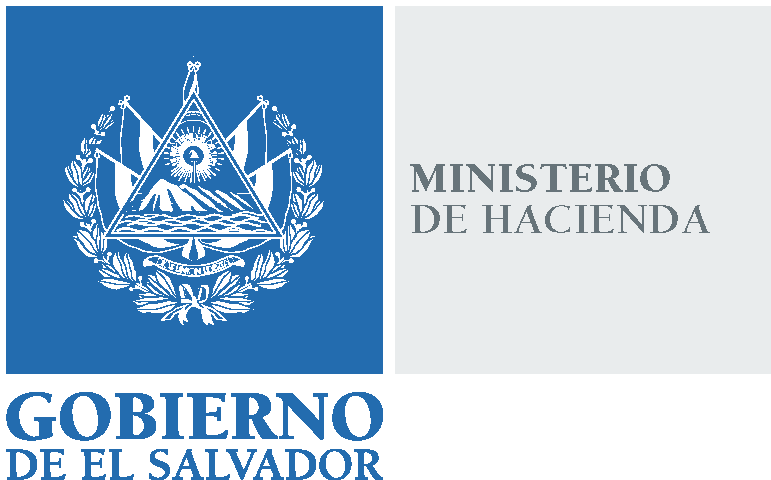 MINISTERIO
DE HACIENDA
GOBIERNO
DE EL SALVADOR